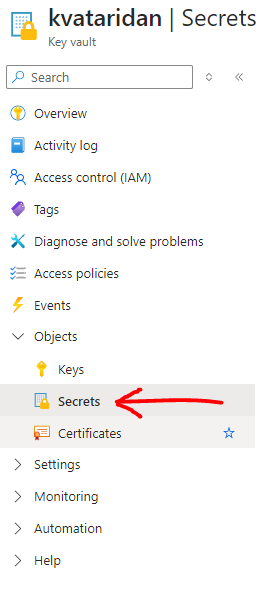 kvataridan | Secrets
Key vault
Search
Overview
Activity log
Access control (IAM)
Tags
Diagnose and solve problems
Access policies
Events
Objects
Keys
Secrets
Certificates
Settings
Monitoring
Automation
Help